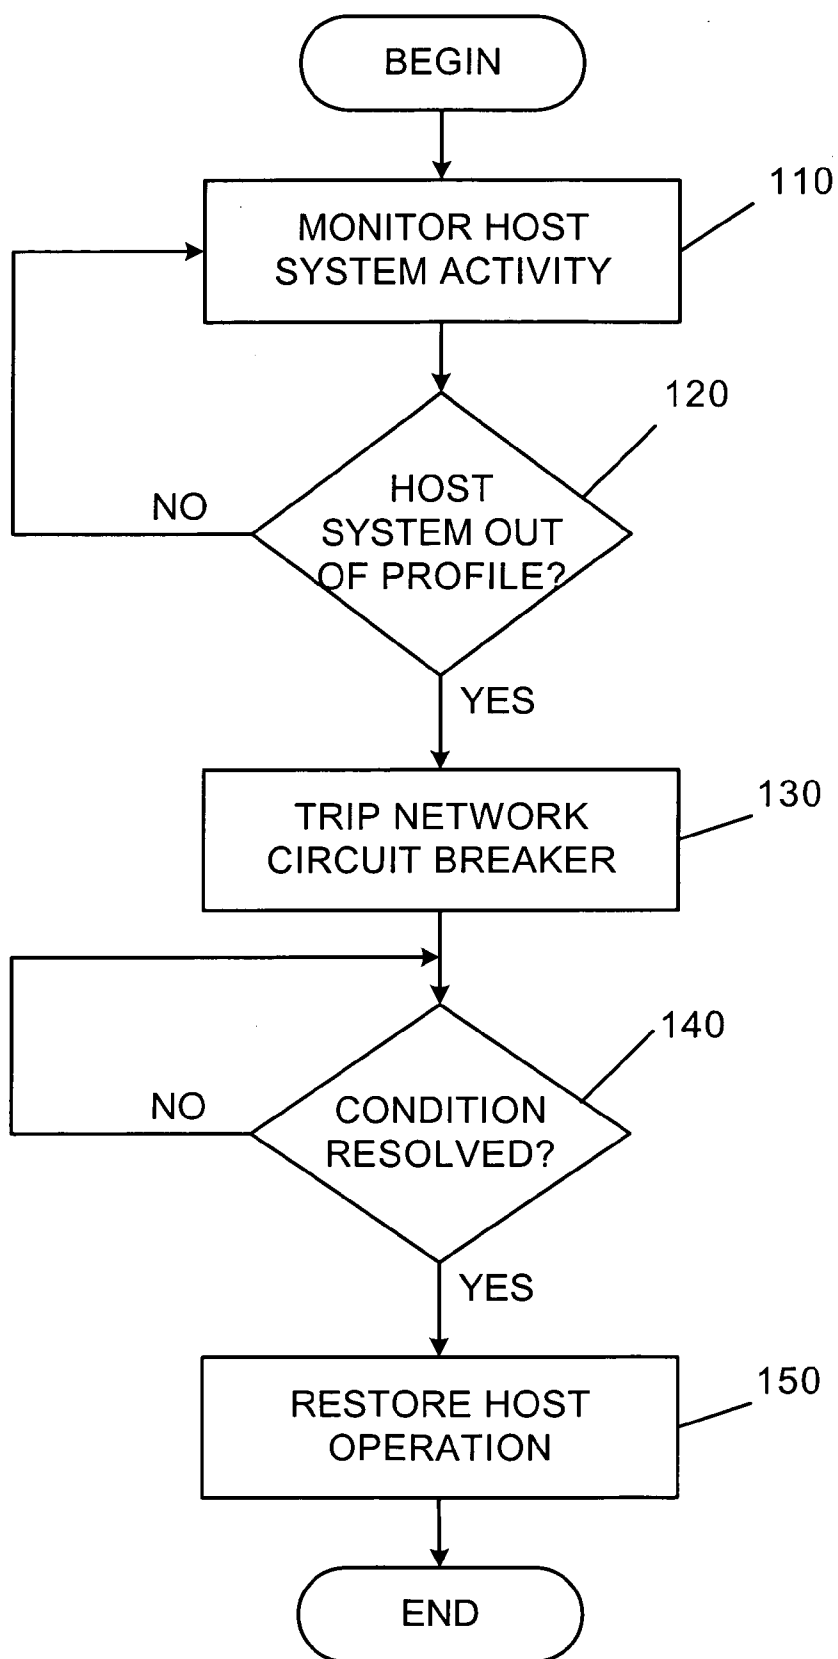 BEGIN
110
MONITOR HOST
SYSTEM ACTIVITY
120
HOST
SYSTEM OUT
OF PROFILE?
NO
YES
130
TRIP NETWORK
CIRCUIT BREAKER
140
CONDITION
RESOLVED?
NO
YES
150
RESTORE HOST
OPERATION
END